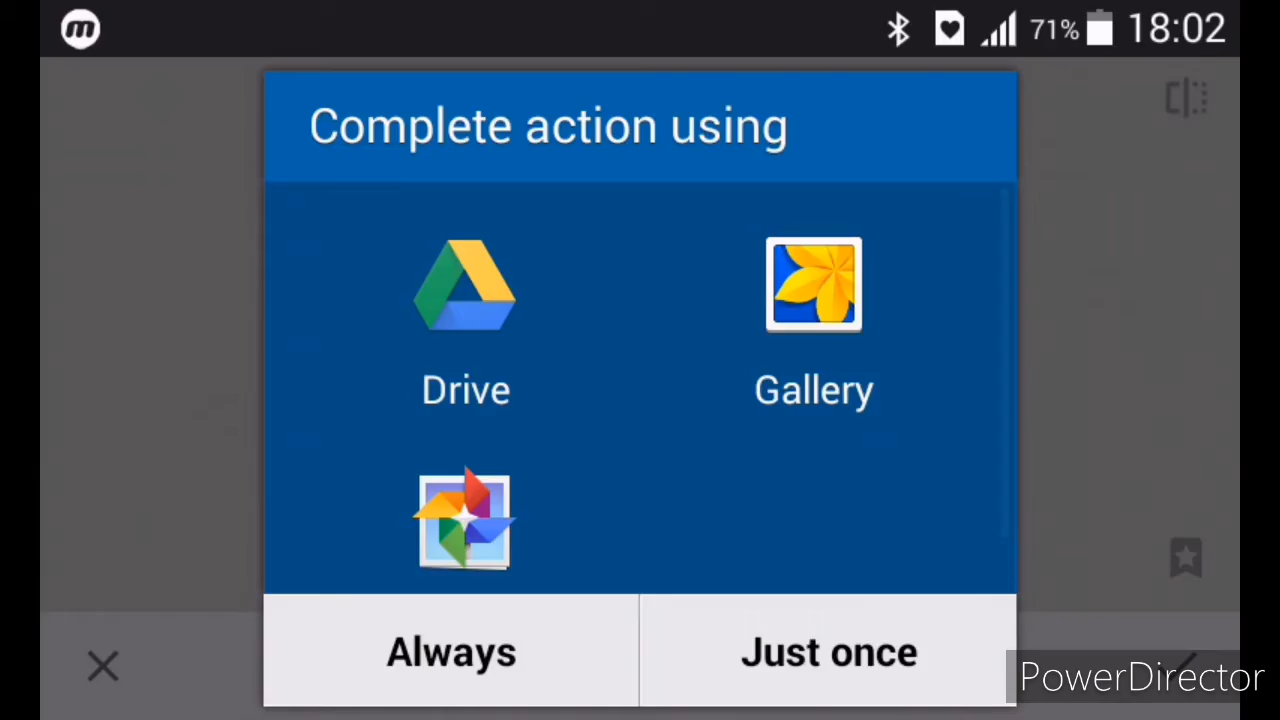 m 71% 18:02
Complete action using
Drive Gallery
Always Just once
PowerDirector